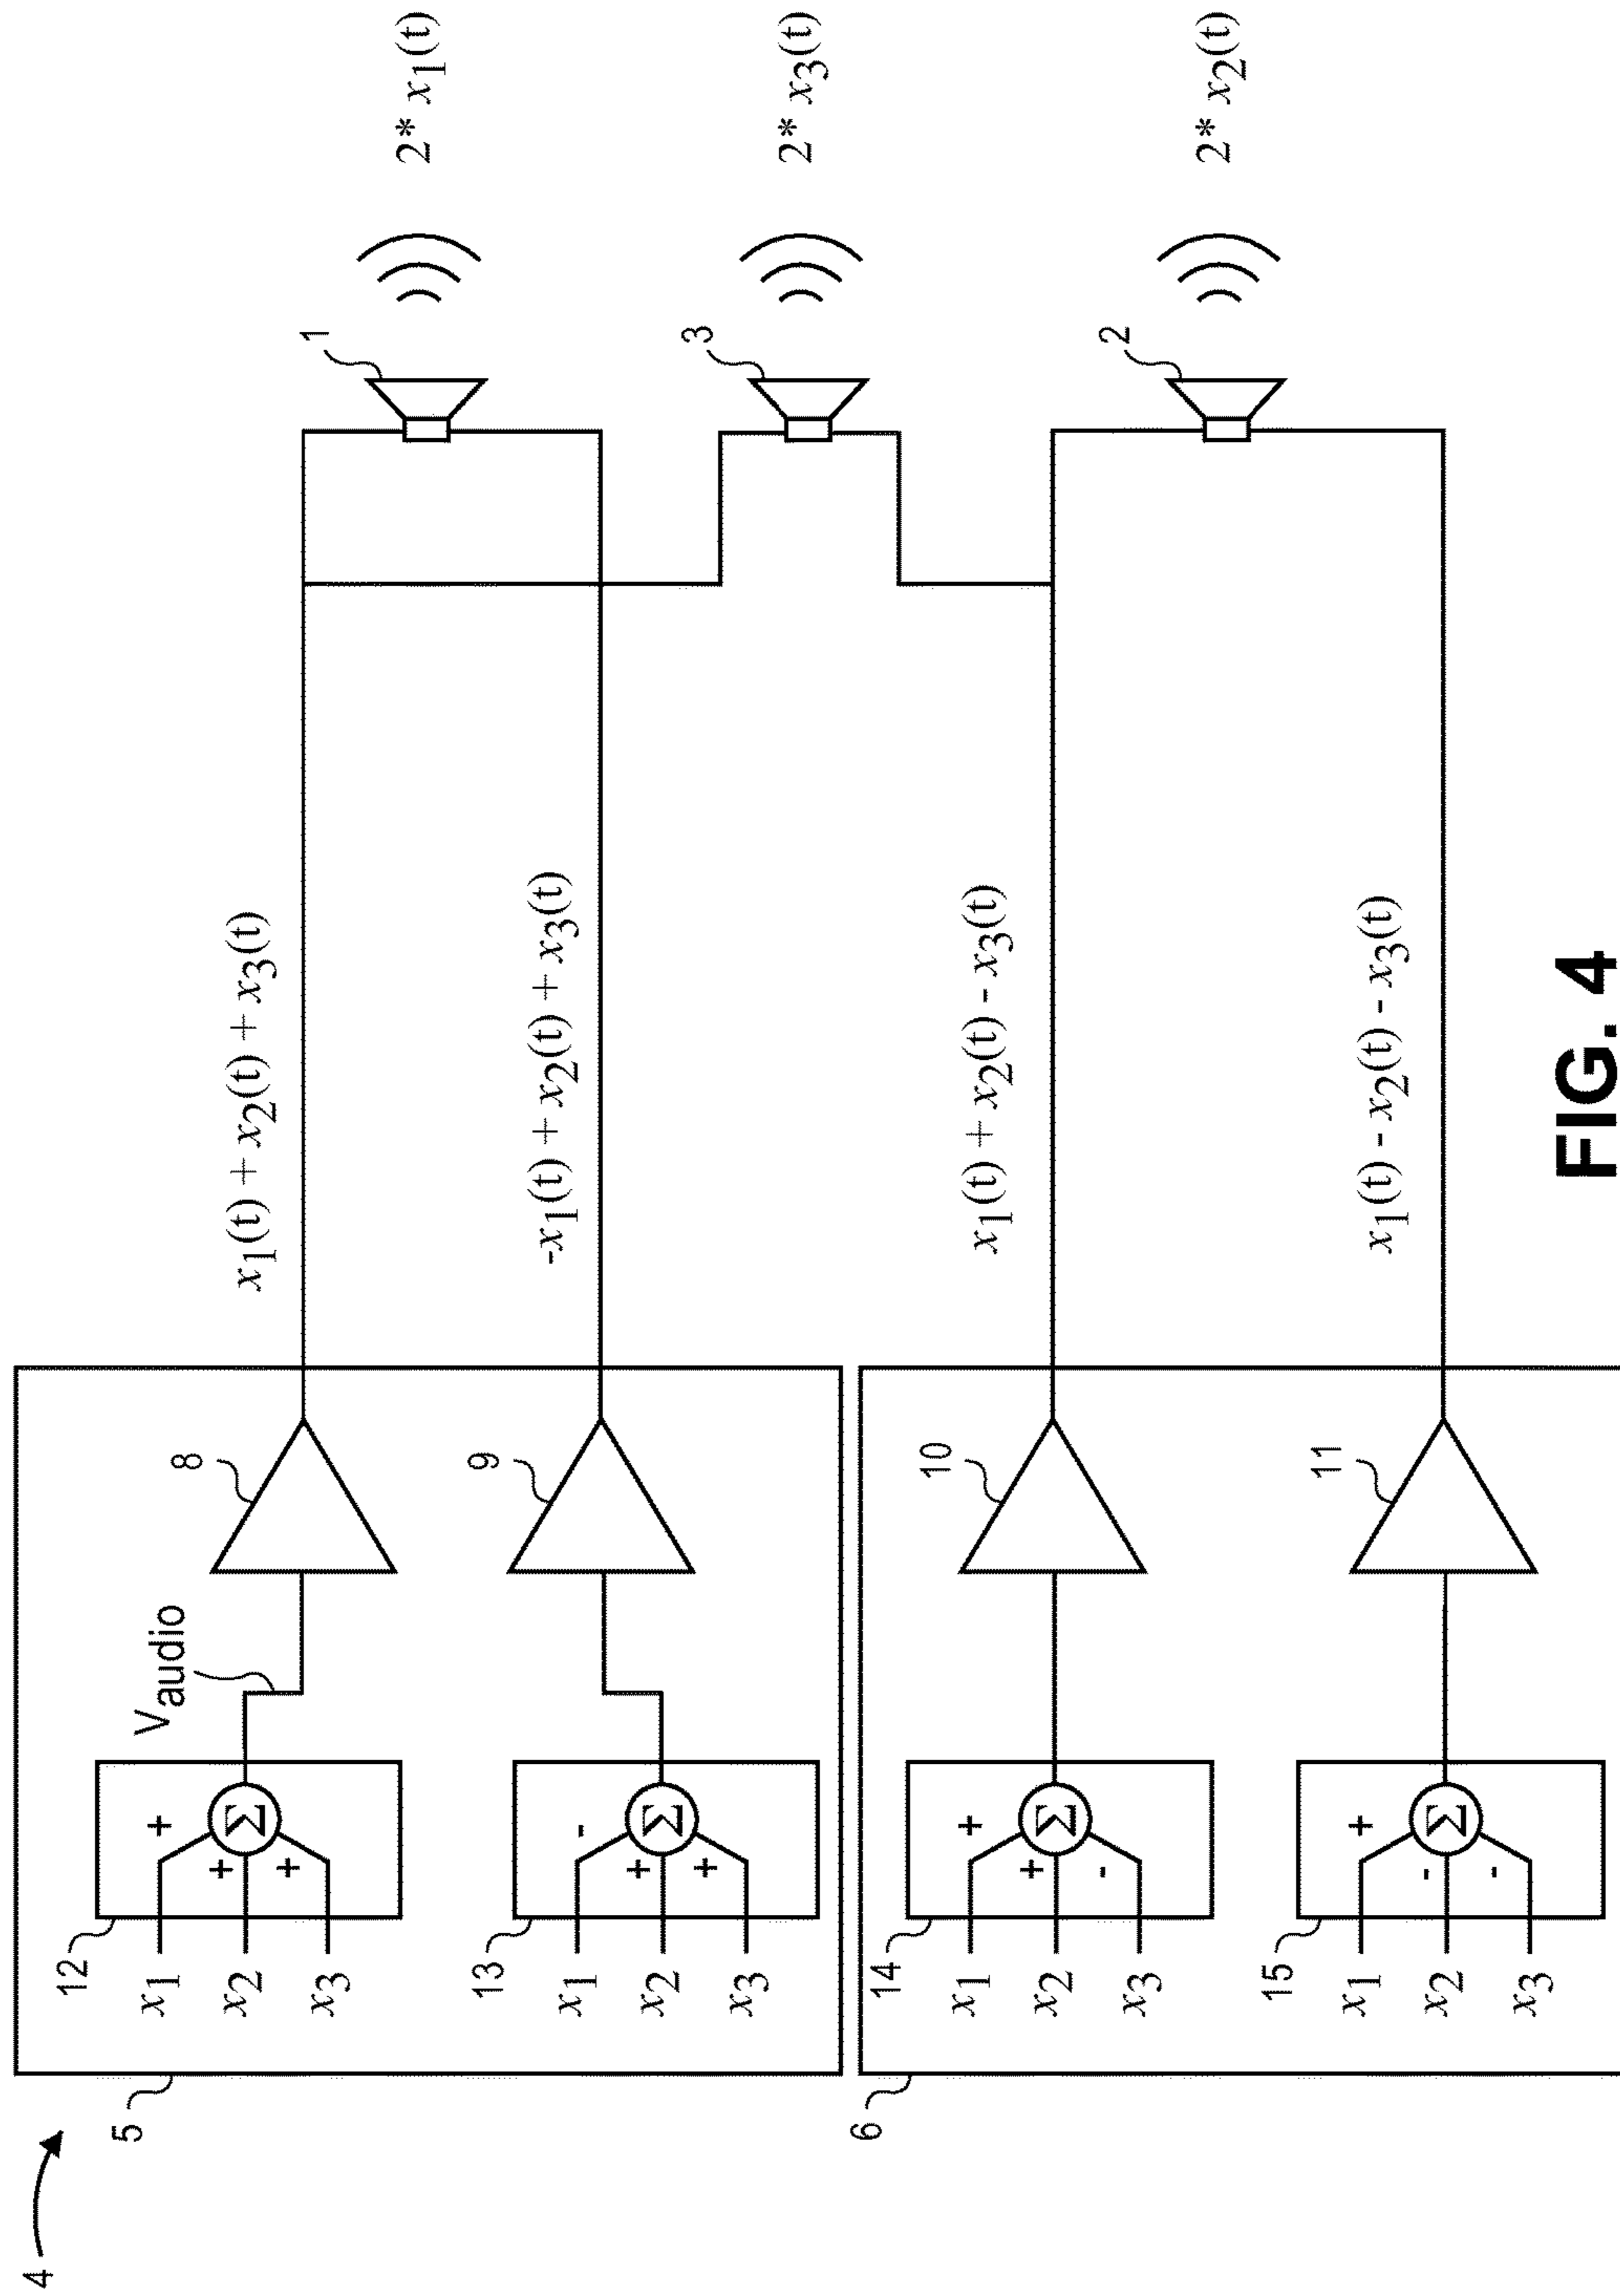 4
5
12
x1
x2
x3
+
+
+
Σ
Vaudio
8
x1(t) + x2(t) + x3(t)
1
2* x1(t)
13
x1
x2
x3
-
+
+
Σ
9
-x1(t) + x2(t) + x3(t)
3
2* x3(t)
6
14
x1
x2
x3
+
+
-
Σ
10
x1(t) + x2(t) - x3(t)
2
2* x2(t)
15
x1
x2
x3
+
-
-
Σ
11
x1(t) - x2(t) - x3(t)
FIG. 4